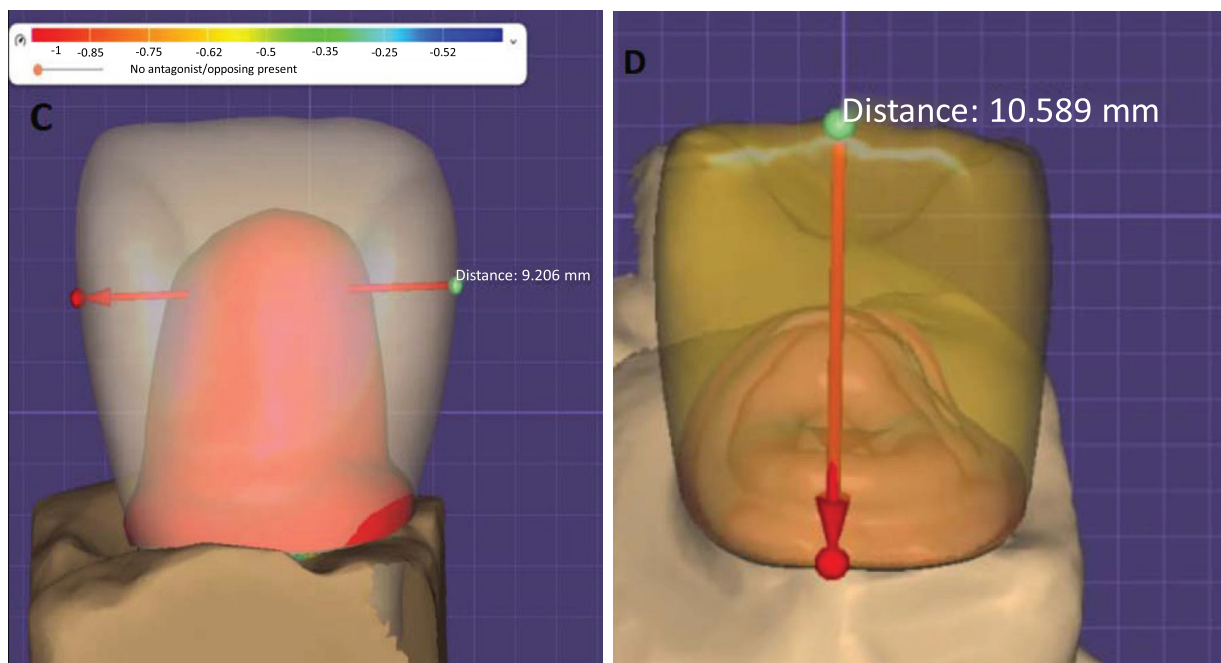 -1 -0.85 -0.75 -0.62 -0.5 -0.35 -0.25 -0.52
No antagonist/opposing present
C
Distance: 9.206 mm
D
Distance: 10.589 mm